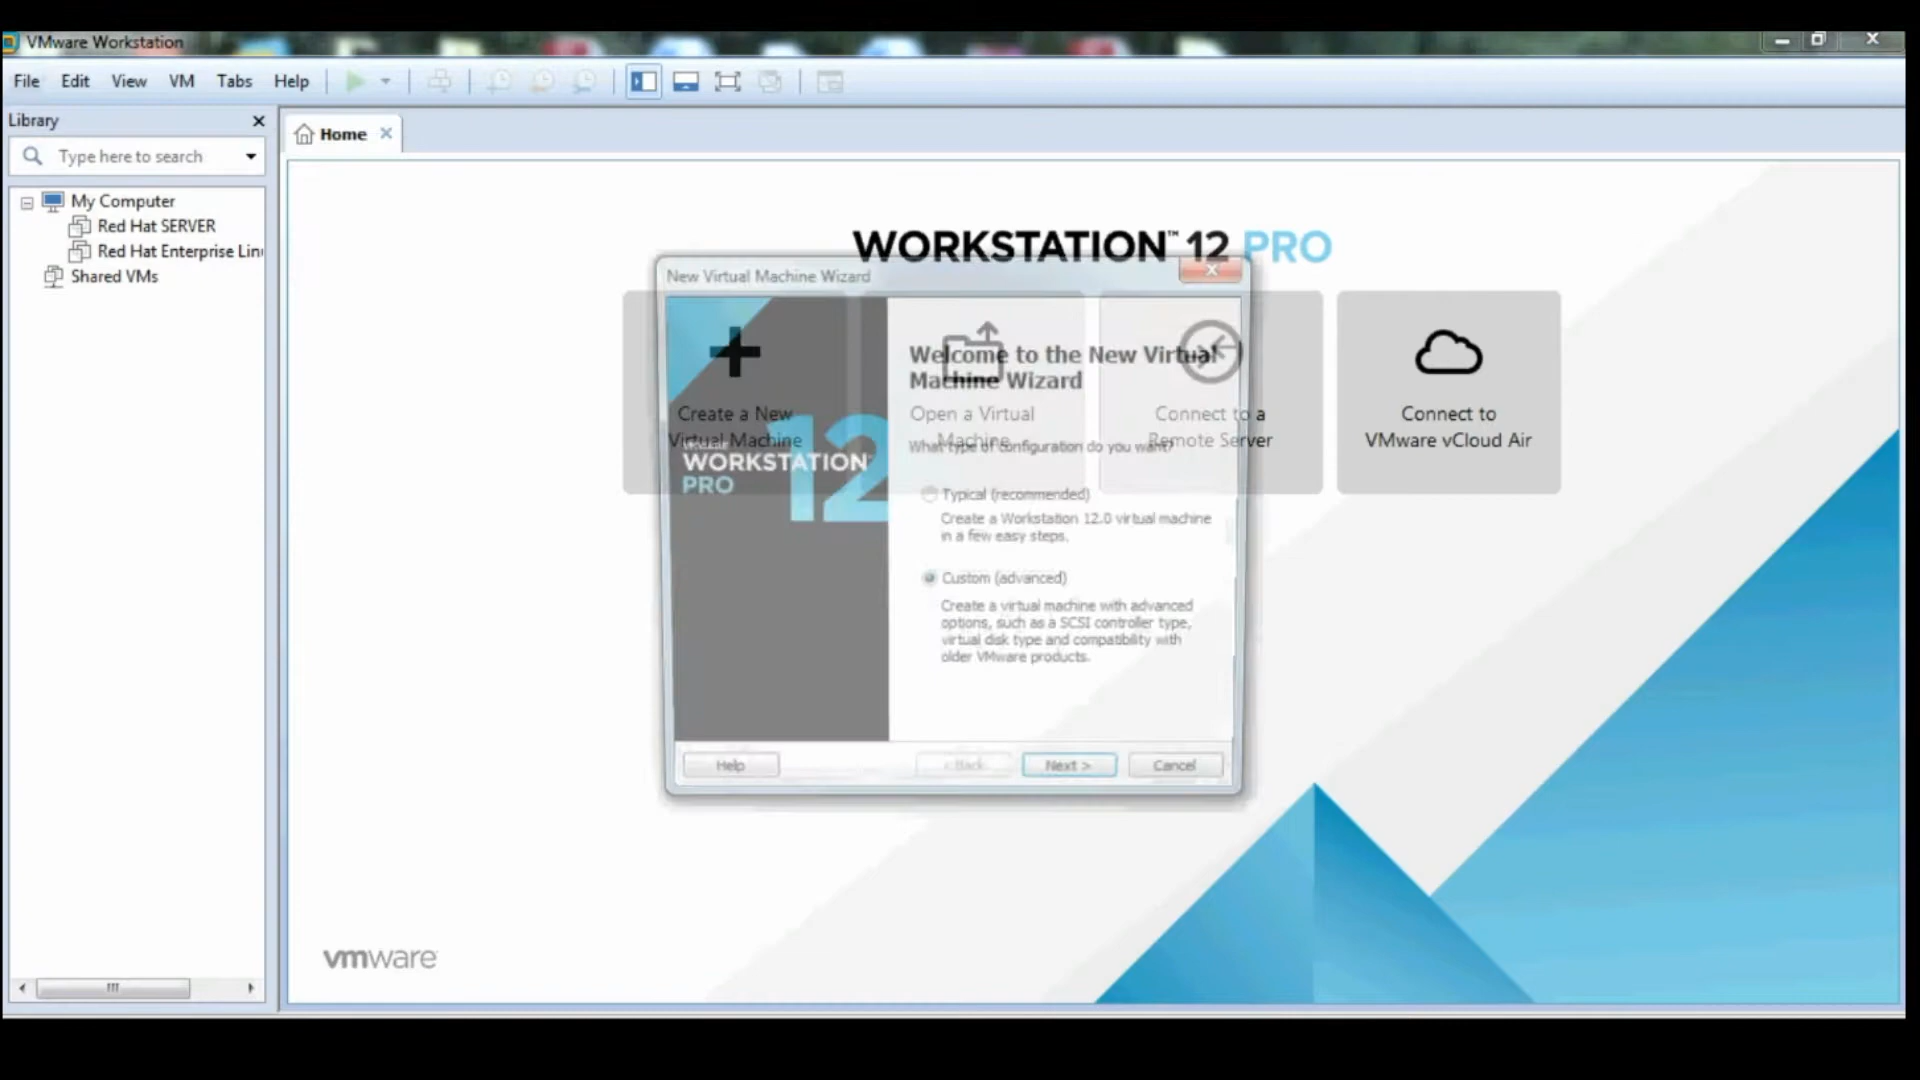 VMware Workstation
File Edit View VM Tabs Help
Library
Type here to search
My Computer
Red Hat SERVER
Red Hat Enterprise Lin
Shared VMs
Home
WORKSTATION™ 12 PRO
New Virtual Machine Wizard
Create a New
Virtual Machine
Open a Virtual
Machine
Connect to a
Remote Server
Connect to
VMware vCloud Air
WORKSTATION
PRO
12
Welcome to the New Virtual
Machine Wizard
What type of configuration do you want?
Typical (recommended)
Create a Workstation 12.0 virtual machine
in a few easy steps.
Custom (advanced)
Create a virtual machine with advanced
options, such as a SCSI controller type,
virtual disk type and compatibility with
older VMware products.
Help < Back Next > Cancel
vmware